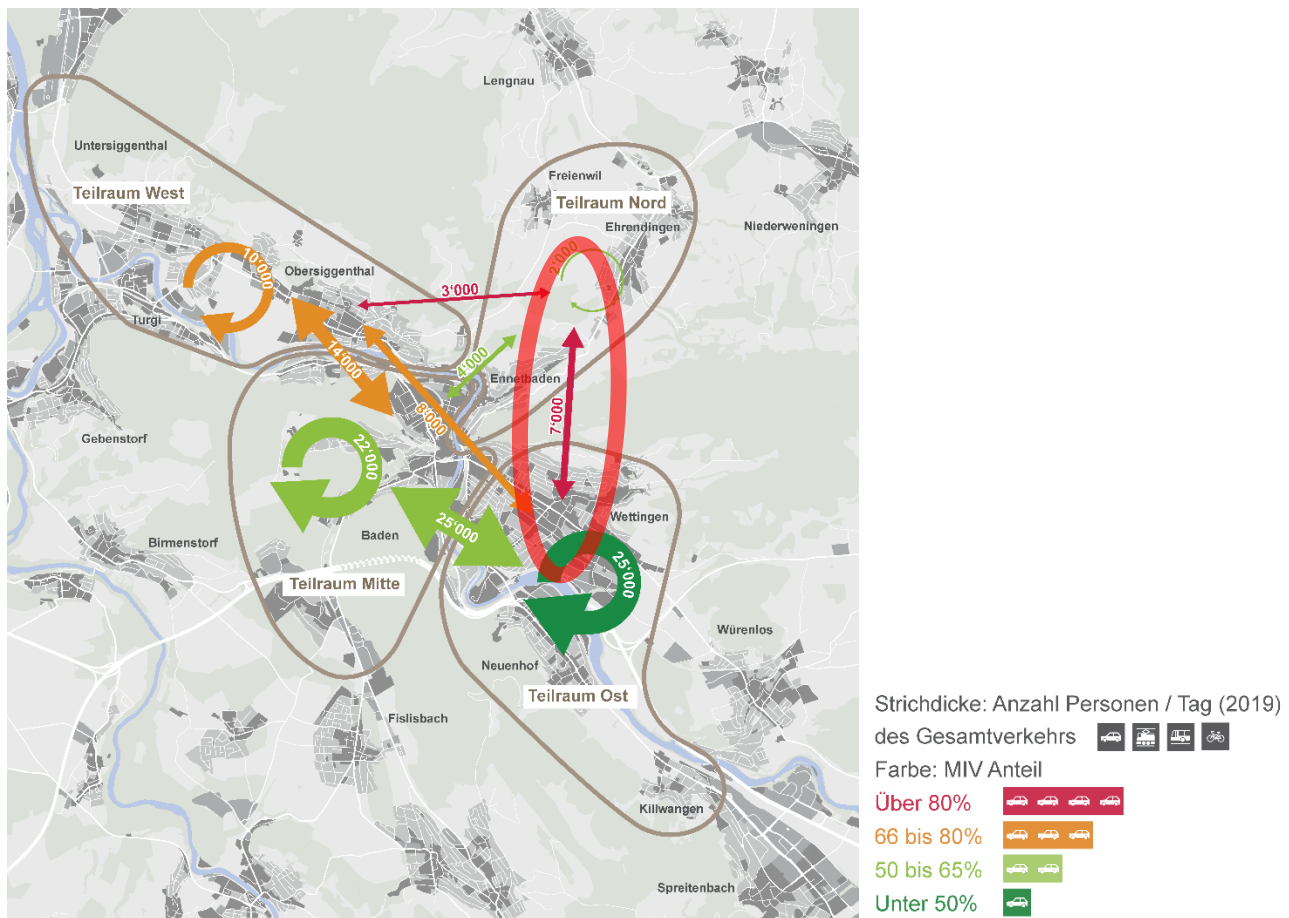 Lengnau
Untersiggenthal
Freienwil
Teilraum West
Teilraum Nord
Ehrendingen
Niederweningen
2'000
10'000
Obersiggenthal
3'000
Turgi
14'000
4'000
Ennetbaden
8'000
7'000
Gebenstorf
22'000
Wettingen
25'000
Baden
Birmenstorf
25'000
Teilraum Mitte
Würenlos
Neuenhof
Teilraum Ost
Fislisbach
Killwangen
Spreitenbach
Strichdicke: Anzahl Personen / Tag (2019)
des Gesamtverkehrs
Farbe: MIV Anteil
Über 80%
66 bis 80%
50 bis 65%
Unter 50%